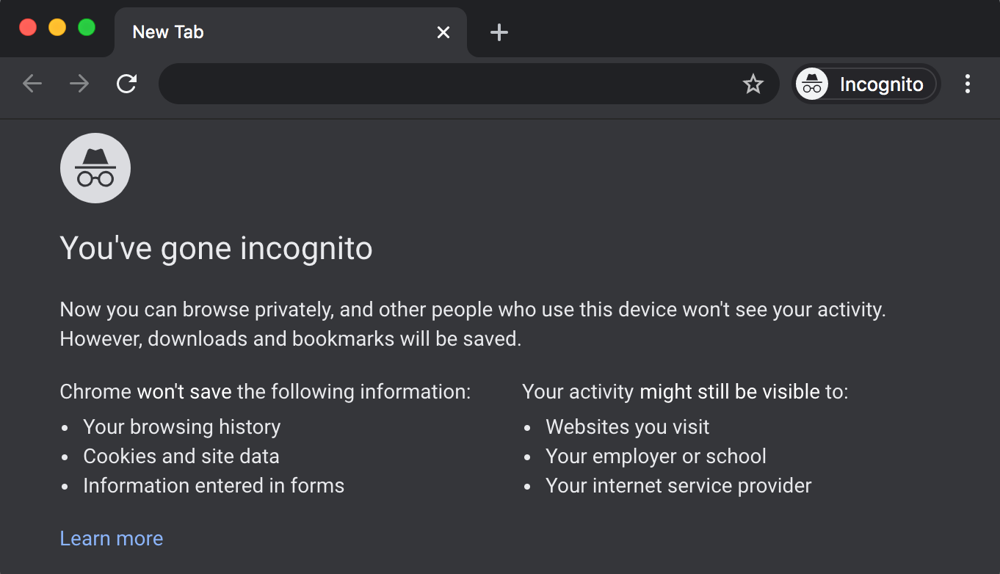 New Tab
Incognito
You've gone incognito
Now you can browse privately, and other people who use this device won't see your activity.
However, downloads and bookmarks will be saved.
Chrome won't save the following information:
Your browsing history
Cookies and site data
Information entered in forms
Your activity might still be visible to:
Websites you visit
Your employer or school
Your internet service provider
Learn more